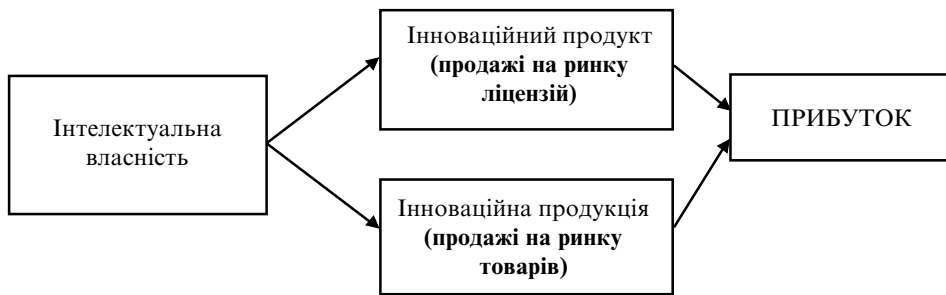 Інтелектуальна
власність
Інноваційний продукт
(продажі на ринку
ліцензій)
Інноваційна продукція
(продажі на ринку
товарів)
ПРИБУТОК